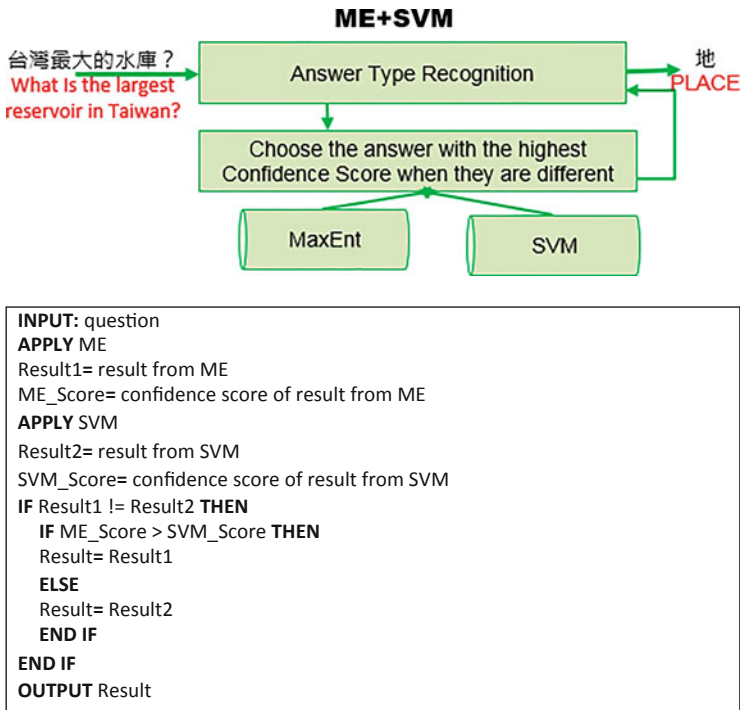 ME+SVM
台灣最大的水庫？
What Is the largest
reservoir in Taiwan?
Answer Type Recognition
地
PLACE
Choose the answer with the highest
Confidence Score when they are different
MaxEnt
SVM
INPUT: question
APPLY ME
Result1= result from ME
ME_Score= confidence score of result from ME
APPLY SVM
Result2= result from SVM
SVM_Score= confidence score of result from SVM
IF Result1 != Result2 THEN
IF ME_Score > SVM_Score THEN
Result= Result1
ELSE
Result= Result2
END IF
END IF
OUTPUT Result